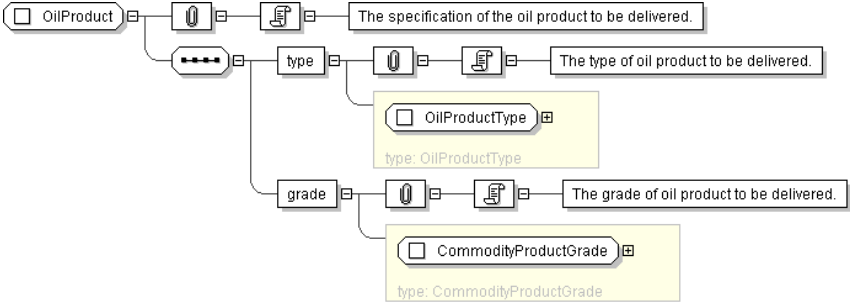 OilProduct
The specification of the oil product to be delivered.
type
The type of oil product to be delivered.
OilProductType
type: OilProductType
grade
The grade of oil product to be delivered.
CommodityProductGrade
type: CommodityProductGrade